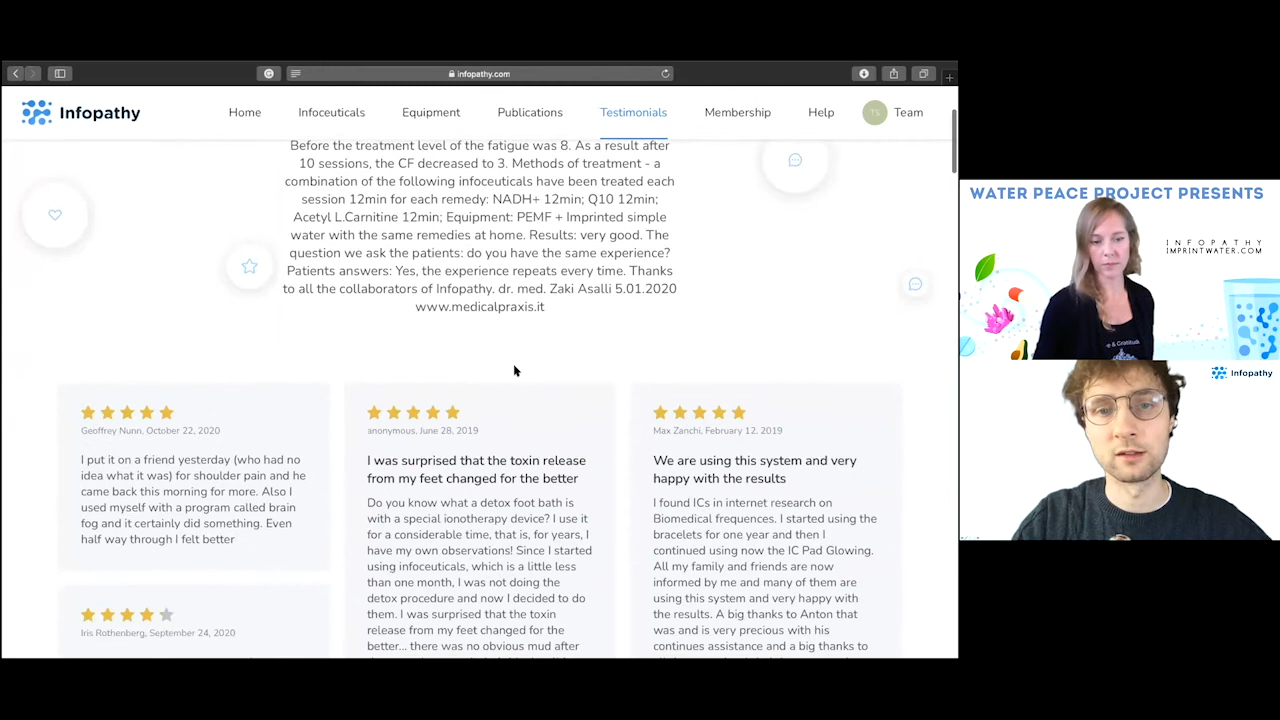 infopathy.com
Infopathy
Home
Infoceuticals
Equipment
Publications
Testimonials
Membership
Help
TS
Team
Before the treatment level of the fatigue was 8. As a result after
10 sessions, the CF decreased to 3. Methods of treatment - a
combination of the following infoceuticals have been treated each
session 12min for each remedy: NADH+ 12min; Q10 12min;
Acetyl L.Carnitine 12min; Equipment: PEMF + Imprinted simple
water with the same remedies at home. Results: very good. The
question we ask the patients: do you have the same experience?
Patients answers: Yes, the experience repeats every time. Thanks
to all the collaborators of Infopathy. dr. med. Zaki Asalli 5.01.2020
www.medicalpraxis.it
Geoffrey Nunn, October 22, 2020
I put it on a friend yesterday (who had no
idea what it was) for shoulder pain and he
came back this morning for more. Also I
used myself with a program called brain
fog and it certainly did something. Even
half way through I felt better
Iris Rothenberg, September 24, 2020
anonymous, June 28, 2019
I was surprised that the toxin release
from my feet changed for the better
Do you know what a detox foot bath is
with a special ionotherapy device? I use it
for a considerable time, that is, for years, I
have my own observations! Since I started
using infoceuticals, which is a little less
than one month, I was not doing the
detox procedure and now I decided to do
them. I was surprised that the toxin
release from my feet changed for the
better... there was no obvious mud after
Max Zanchi, February 12, 2019
We are using this system and very
happy with the results
I found ICs in internet research on
Biomedical frequences. I started using the
bracelets for one year and then I
continued using now the IC Pad Glowing.
All my family and friends are now
informed by me and many of them are
using this system and very happy with
the results. A big thanks to Anton that
was and is very precious with his
continues assistance and a big thanks to
WATER PEACE PROJECT PRESENTS
INFOPATHY
IMPRINTWATER.COM
e & Gratitude
Infopathy